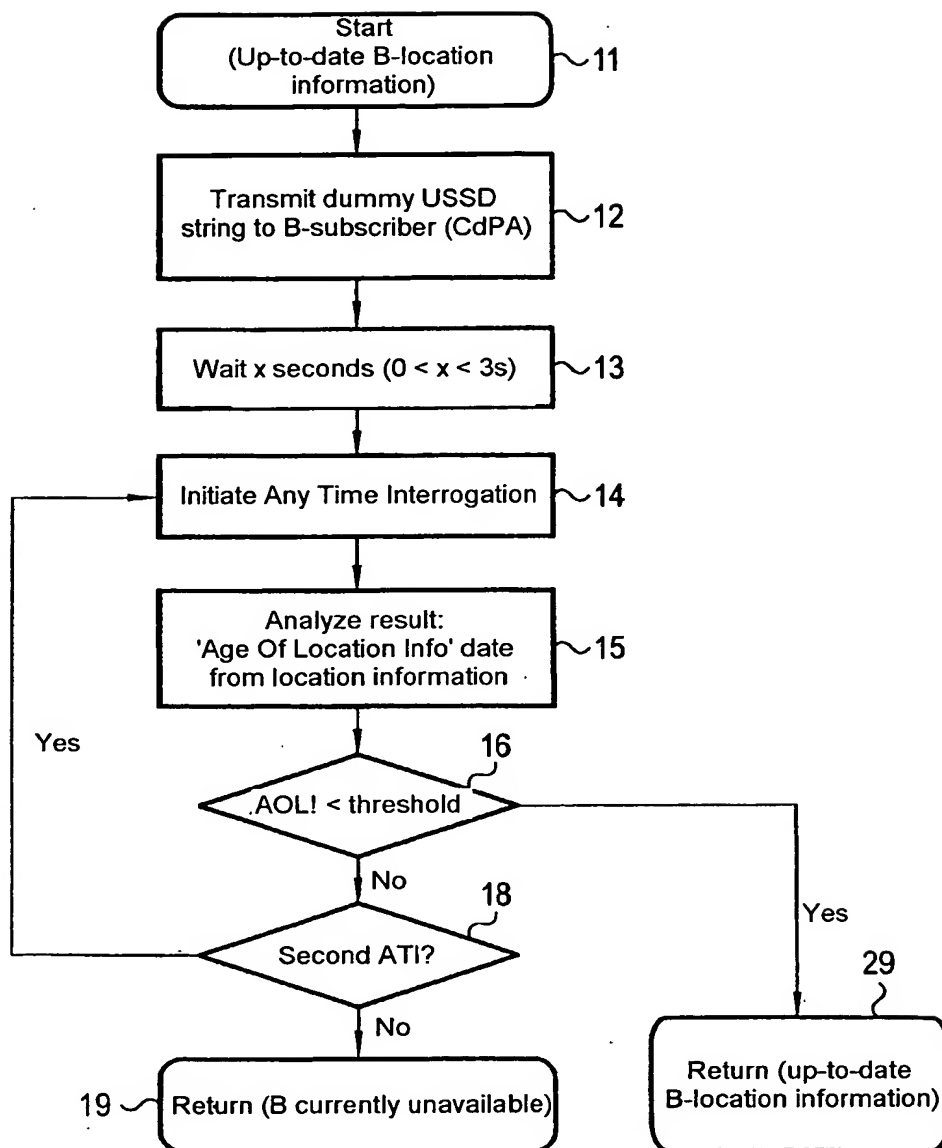 Start
(Up-to-date B-location
information)
11
Transmit dummy USSD
string to B-subscriber (CdPA)
12
Wait x seconds (0 < x < 3s)
13
Initiate Any Time Interrogation
14
Analyze result:
'Age Of Location Info' date
from location information
15
Yes
16
.AOL! < threshold
No
18
Yes
Second ATI?
29
No
19
Return (B currently unavailable)
Return (up-to-date
B-location information)